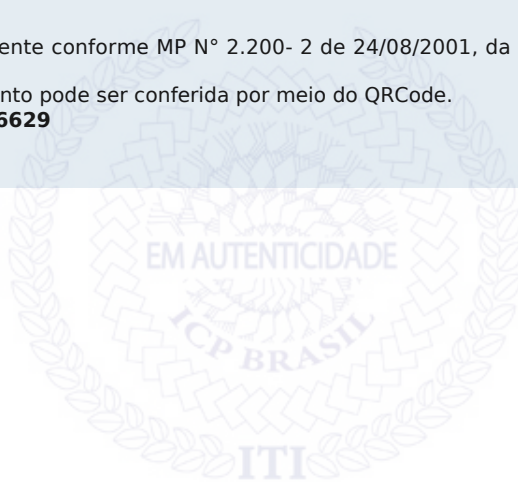 ente conforme MP N° 2.200- 2 de 24/08/2001, da
nto pode ser conferida por meio do QRCode.
6629
EM AUTENTICIDADE
ICP BRASIL
ITI